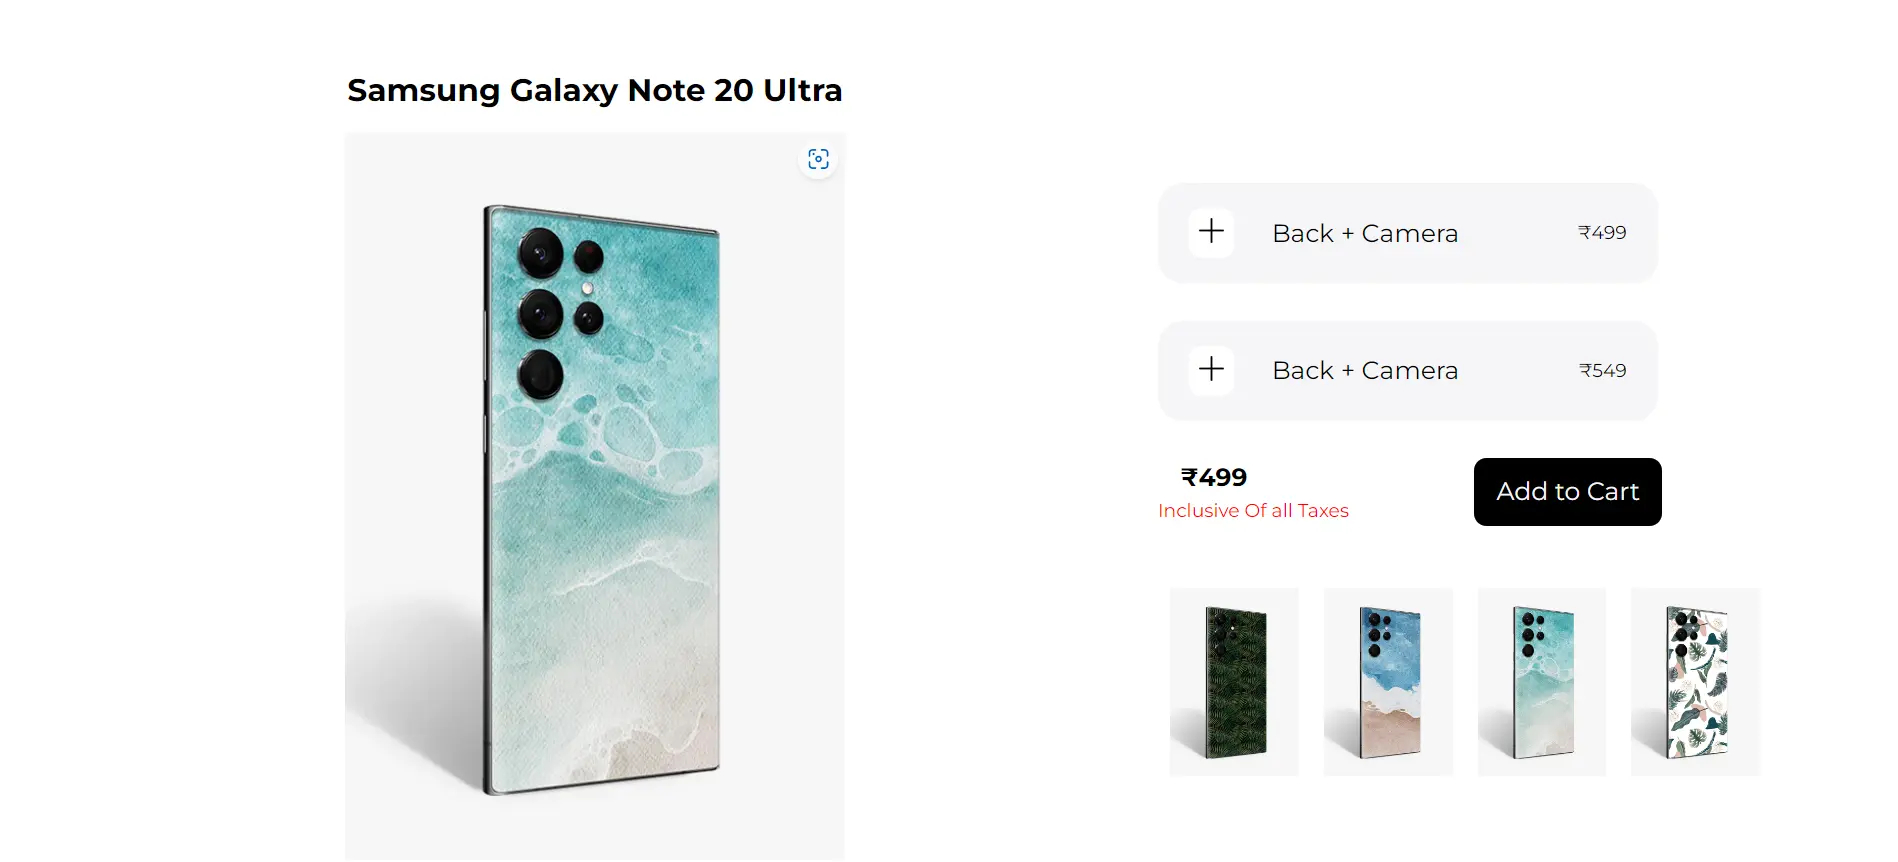 Samsung Galaxy Note 20 Ultra
Back + Camera ₹499
Back + Camera ₹549
₹499
Inclusive Of all Taxes
Add to Cart